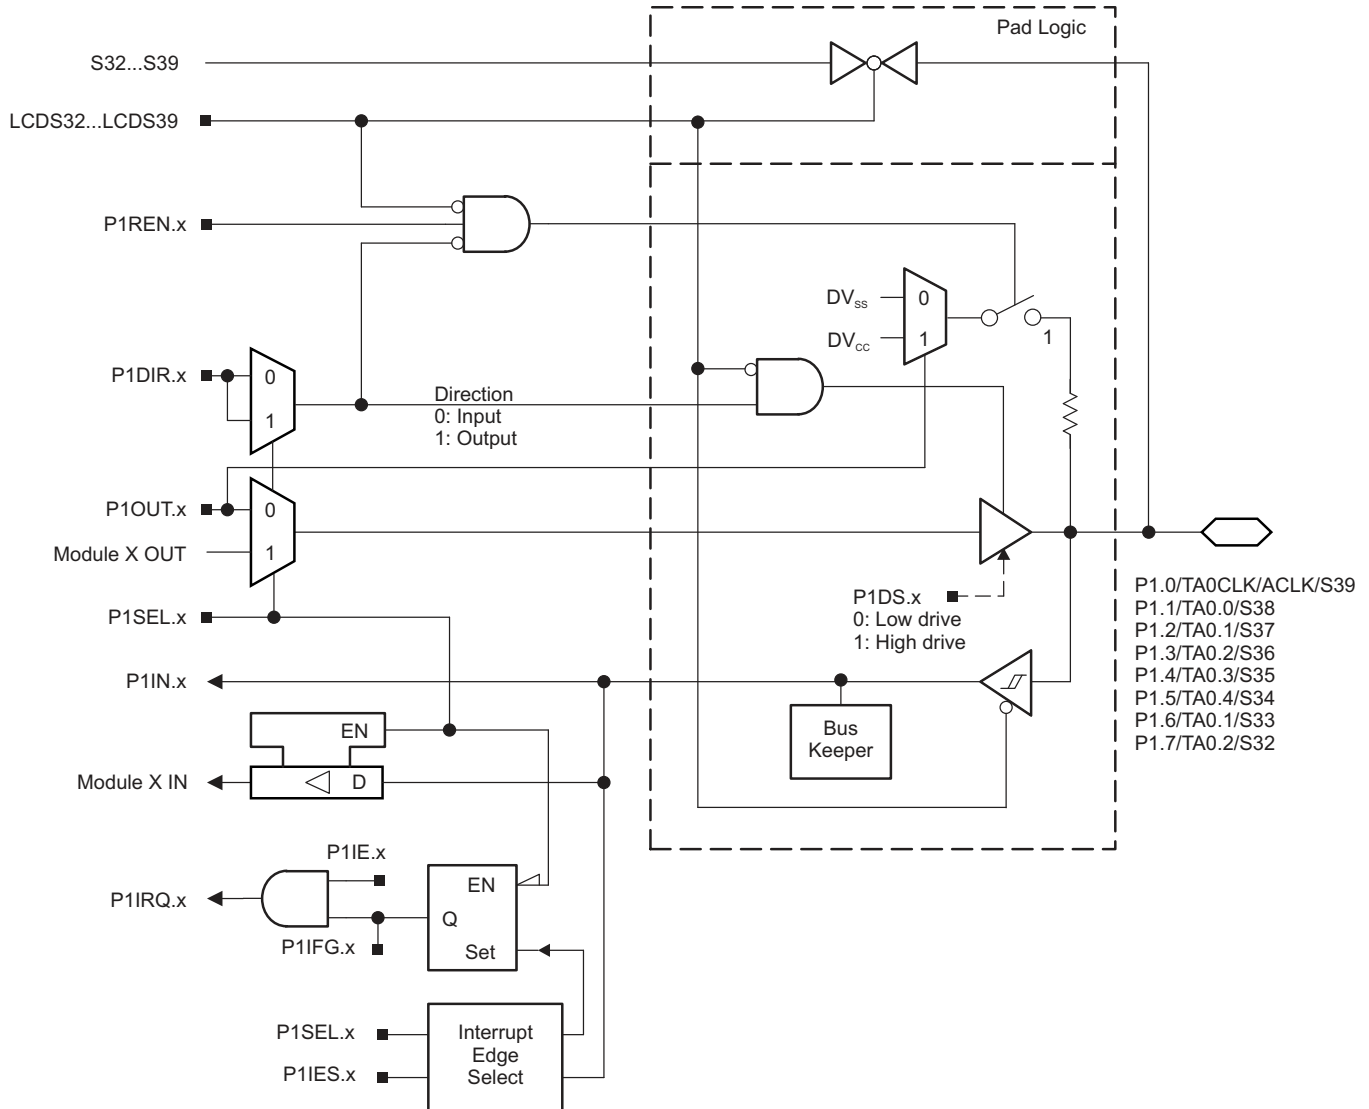 Pad Logic
S32...S39
LCDS32...LCDS39
P1REN.x
DVSS
0
DVCC
1
1
P1DIR.x
0
1
Direction
0: Input
1: Output
P1OUT.x
0
Module X OUT
1
P1SEL.x
P1DS.x
0: Low drive
1: High drive
P1.0/TA0CLK/ACLK/S39
P1.1/TA0.0/S38
P1.2/TA0.1/S37
P1.3/TA0.2/S36
P1.4/TA0.3/S35
P1.5/TA0.4/S34
P1.6/TA0.1/S33
P1.7/TA0.2/S32
P1IN.x
Bus
Keeper
EN
Module X IN
D
P1IE.x
EN
P1IRQ.x
Q
P1IFG.x
Set
P1SEL.x
P1IES.x
Interrupt
Edge
Select